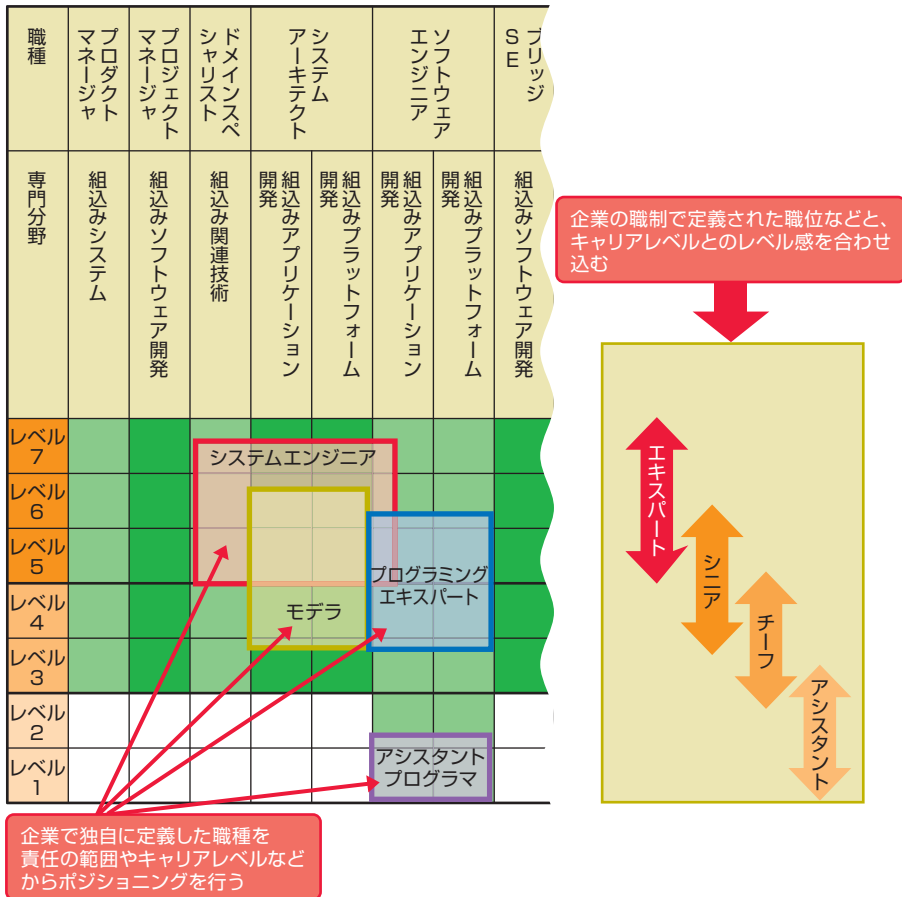 職種
プロダクト
マネージャ
プロジェクト
マネージャ
ドメインスペ
シャリスト
システム
アーキテクト
ソフトウェア
エンジニア
ブリッジ
SE
専門分野
組込みシステム
組込みソフトウェア開発
組込み関連技術
組込みアプリケーション
開発
組込みプラットフォーム
開発
組込みアプリケーション
開発
組込みプラットフォーム
開発
組込みソフトウェア開発
レベル
7
レベル
6
レベル
5
レベル
4
レベル
3
レベル
2
レベル
1
システムエンジニア
モデラ
プログラミング
エキスパート
アシスタント
プログラマ
企業で独自に定義した職種を
責任の範囲やキャリアレベルなど
からポジショニングを行う
企業の職制で定義された職位などと、
キャリアレベルとのレベル感を合わせ
込む
エキスパート
シニア
チーフ
アシスタント